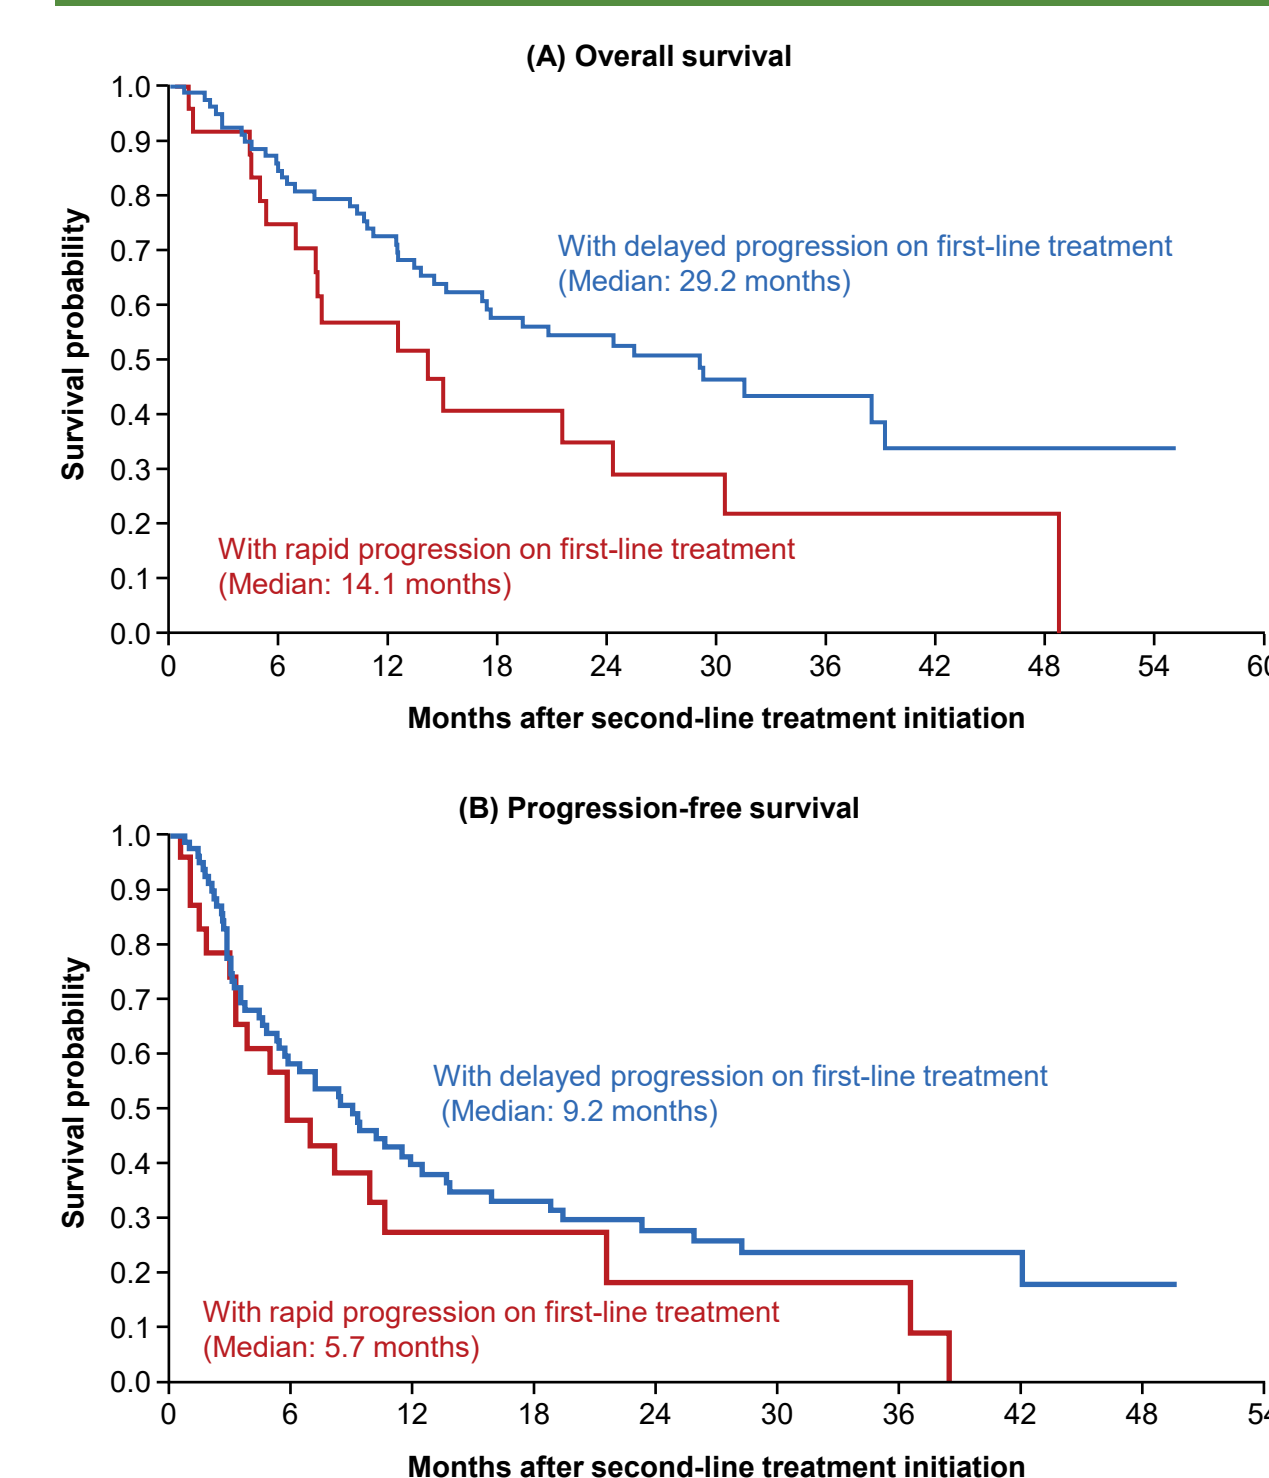 (A) Overall survival
1.0
0.9
0.8
0.7
0.6
0.5
0.4
0.3
0.2
0.1
0.0
Survival probability
With delayed progression on first-line treatment
(Median: 29.2 months)
With rapid progression on first-line treatment
(Median: 14.1 months)
0 6 12 18 24 30 36 42 48 54 60
Months after second-line treatment initiation
(B) Progression-free survival
1.0
0.9
0.8
0.7
0.6
0.5
0.4
0.3
0.2
0.1
0.0
Survival probability
With delayed progression on first-line treatment
(Median: 9.2 months)
With rapid progression on first-line treatment
(Median: 5.7 months)
0 6 12 18 24 30 36 42 48 54
Months after second-line treatment initiation